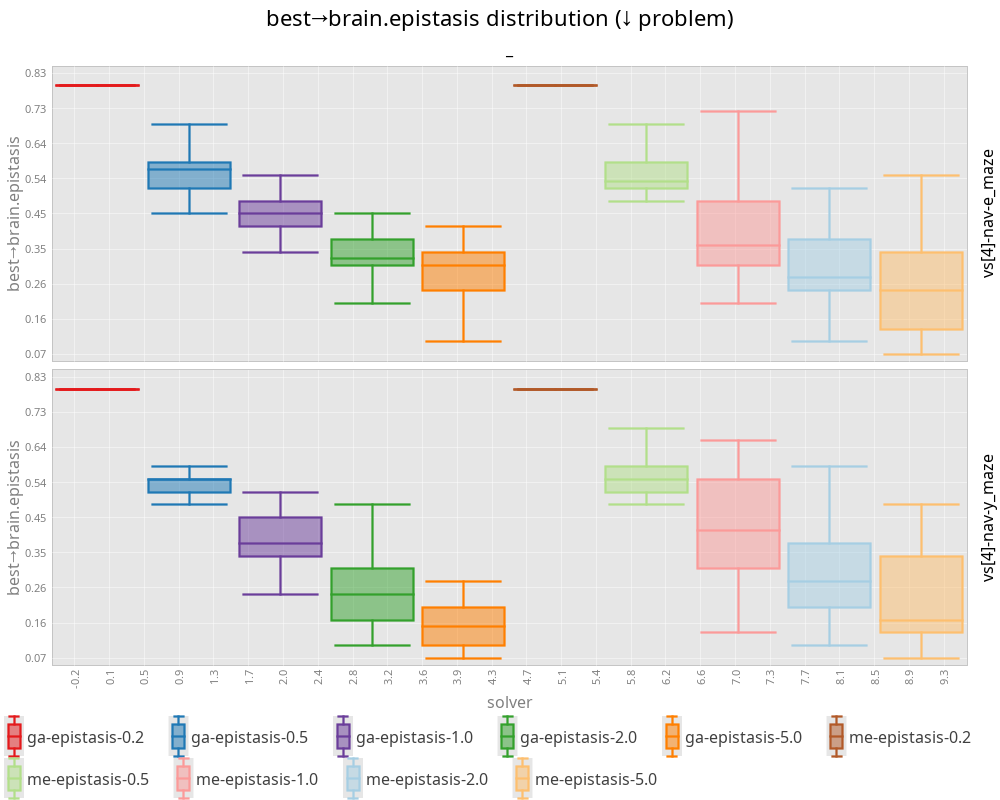 best→brain.epistasis distribution (↓ problem)
–
0.83
0.73
0.64
0.54
0.45
0.35
0.26
0.16
0.07
best→brain.epistasis
vs[4]-nav-e_maze
0.83
0.73
0.64
0.54
0.45
0.35
0.26
0.16
0.07
best→brain.epistasis
vs[4]-nav-y_maze
-0.2 0.1 0.5 0.9 1.3 1.7 2.0 2.4 2.8 3.2 3.6 3.9 4.3 4.7 5.1 5.4 5.8 6.2 6.6 7.0 7.3 7.7 8.1 8.5 8.9 9.3
solver
ga-epistasis-0.2 ga-epistasis-0.5 ga-epistasis-1.0 ga-epistasis-2.0 ga-epistasis-5.0 me-epistasis-0.2
me-epistasis-0.5 me-epistasis-1.0 me-epistasis-2.0 me-epistasis-5.0